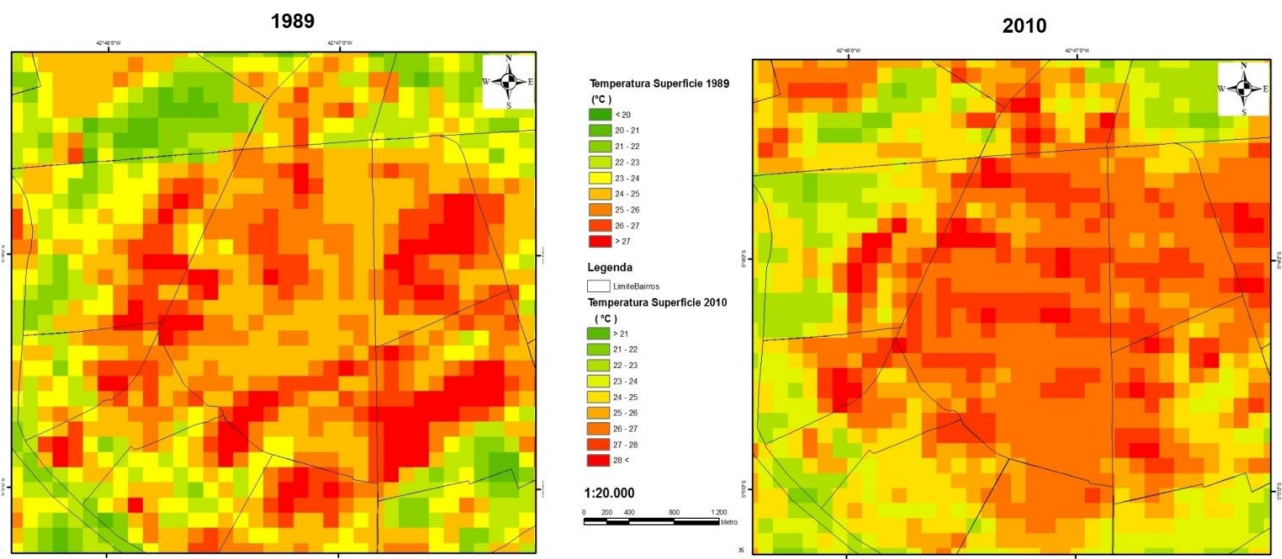 1989
2010
42°48'0"W
42°47'0"W
42°48'0"W
42°47'0"W
N
W E
S
N
W E
S
Temperatura Superficie 1989
(°C)
< 20
20 - 21
21 - 22
22 - 23
23 - 24
24 - 25
25 - 26
26 - 27
> 27
Legenda
LimiteBairros
Temperatura Superficie 2010
( °C)
> 21
21 - 22
22 - 23
23 - 24
24 - 25
25 - 26
26 - 27
27 - 28
28 <
1:20.000
0 200 400 800 1.200
Metro